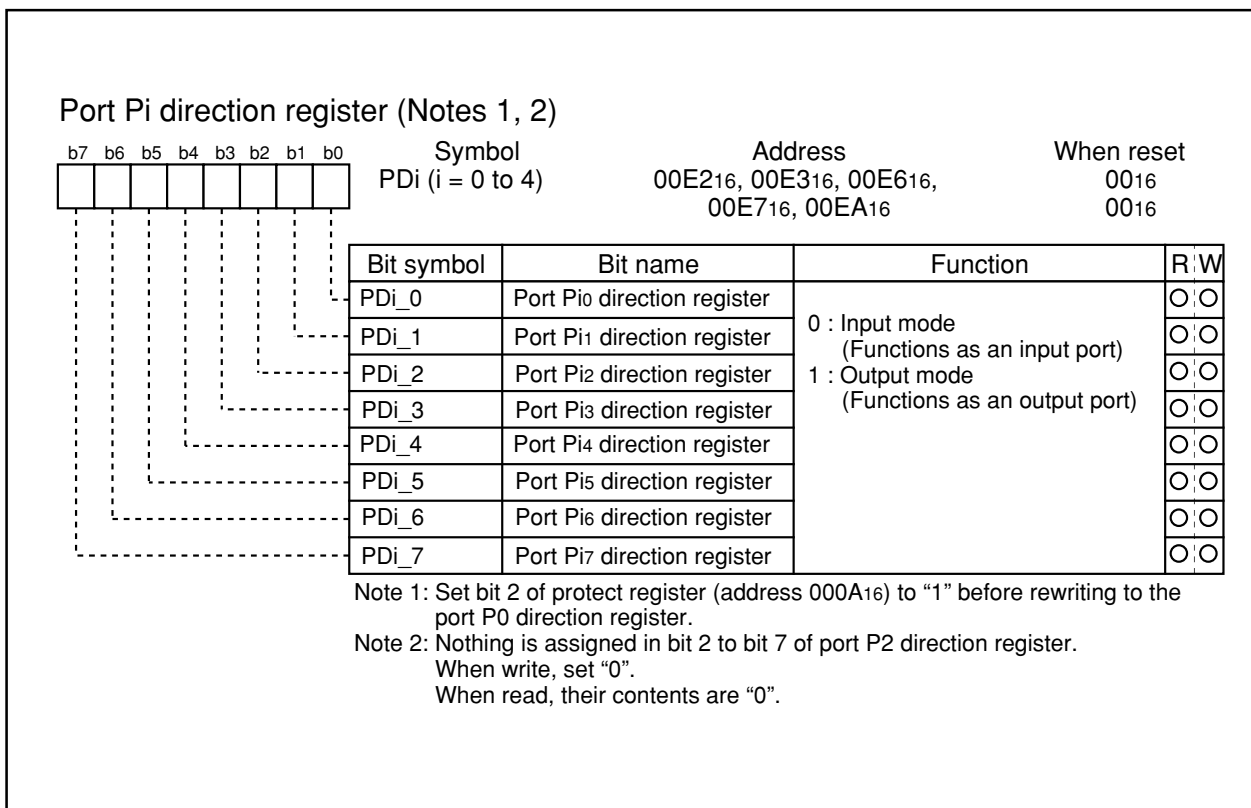 Port Pi direction register (Notes 1, 2)
b7 b6 b5 b4 b3 b2 b1 b0
Symbol Address When reset
PDi (i = 0 to 4) 00E216, 00E316, 00E616, 0016
00E716, 00EA16 0016
Bit symbol Bit name Function R W
PDi_0 Port Pi0 direction register
PDi_1 Port Pi1 direction register
PDi_2 Port Pi2 direction register
PDi_3 Port Pi3 direction register
PDi_4 Port Pi4 direction register
PDi_5 Port Pi5 direction register
PDi_6 Port Pi6 direction register
PDi_7 Port Pi7 direction register
0 : Input mode
(Functions as an input port)
1 : Output mode
(Functions as an output port)
Note 1: Set bit 2 of protect register (address 000A16) to “1” before rewriting to the
port P0 direction register.
Note 2: Nothing is assigned in bit 2 to bit 7 of port P2 direction register.
When write, set “0”.
When read, their contents are “0”.